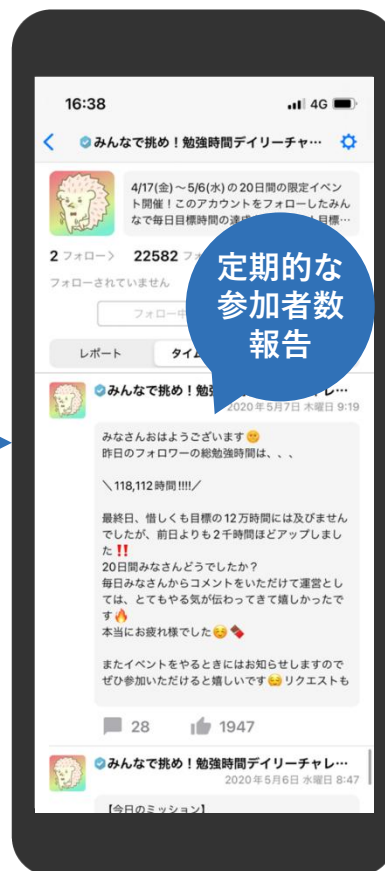 16:38
4G
みんなで挑め！勉強時間デイリーチャ…
4/17(金)～5/6(水)の20日間の限定イベン
ト開催！このアカウントをフォローしたみん
なで毎日目標時間の達
目標…
2 フォロー
22582 フォ
フォローされていません
フォロー中
定期的な
参加者数
報告
レポート
タイム
みんなで挑め！勉強
レ…
2020年5月7日 木曜日 9:19
みなさんおはようございます
昨日のフォロワーの総勉強時間は、、、
＼118,112時間!!!!／
最終日、惜しくも目標の12万時間には及びません
でしたが、前日よりも2千時間ほどアップしまし
た‼️
20日間みなさんどうでしたか？
毎日みなさんからコメントをいただけて運営とし
ては、とてもやる気が伝わってきて嬉しかったで
す🔥
本当にお疲れ様でした😌🍫
またイベントをやるときにはお知らせしますので
ぜひ参加いただけると嬉しいです😊リクエストも
28
1947
みんなで挑め！勉強時間デイリーチャレ…
2020年5月6日 水曜日 8:47
【今日のミッション】